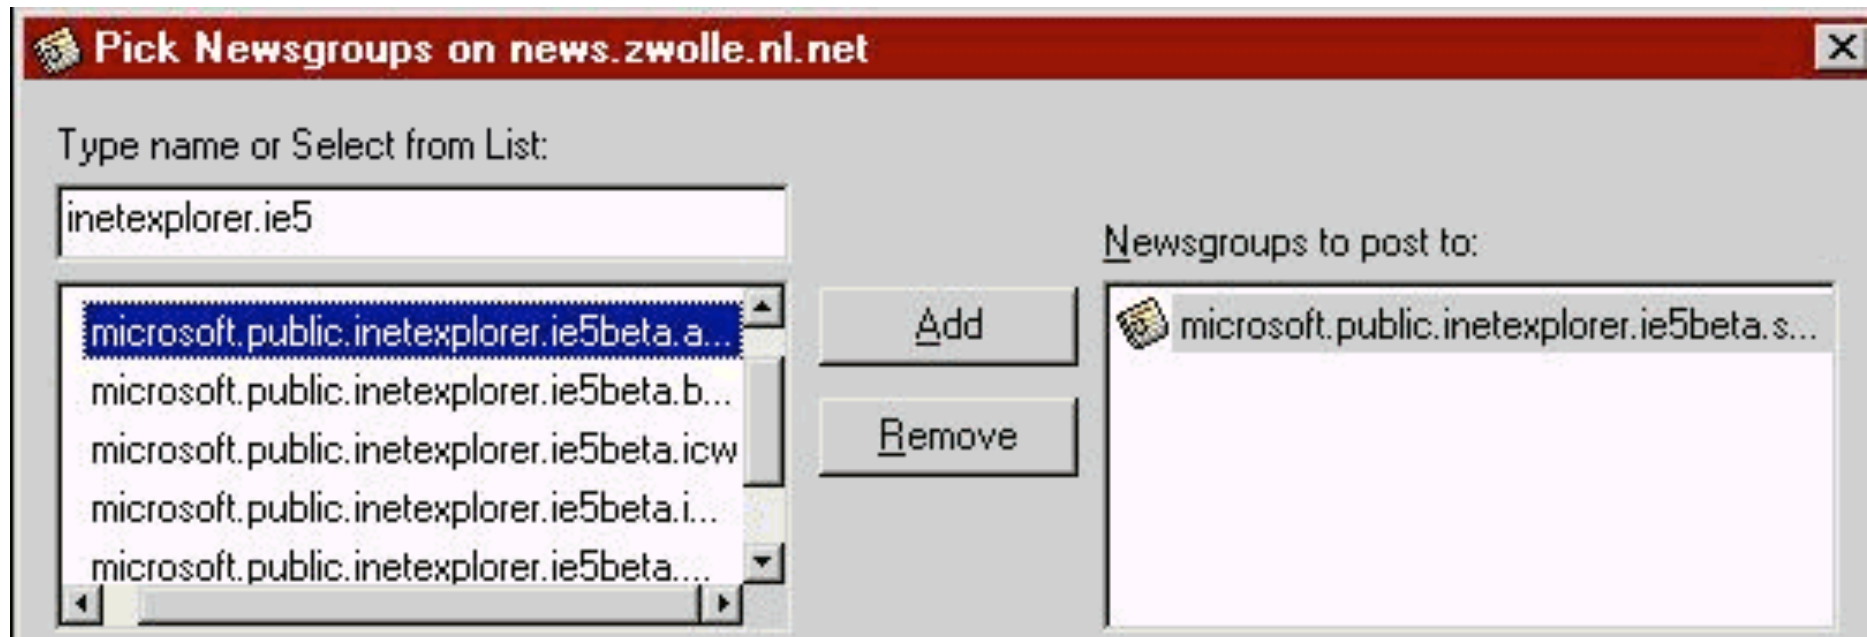 Pick Newsgroups on news.zwolle.nl.net
Type name or Select from List:
inetexplorer.ie5
microsoft.public.inetexplorer.ie5beta.a...
microsoft.public.inetexplorer.ie5beta.b...
microsoft.public.inetexplorer.ie5beta.icw
microsoft.public.inetexplorer.ie5beta.i...
microsoft.public.inetexplorer.ie5beta....
Add
Remove
Newsgroups to post to:
microsoft.public.inetexplorer.ie5beta.s...